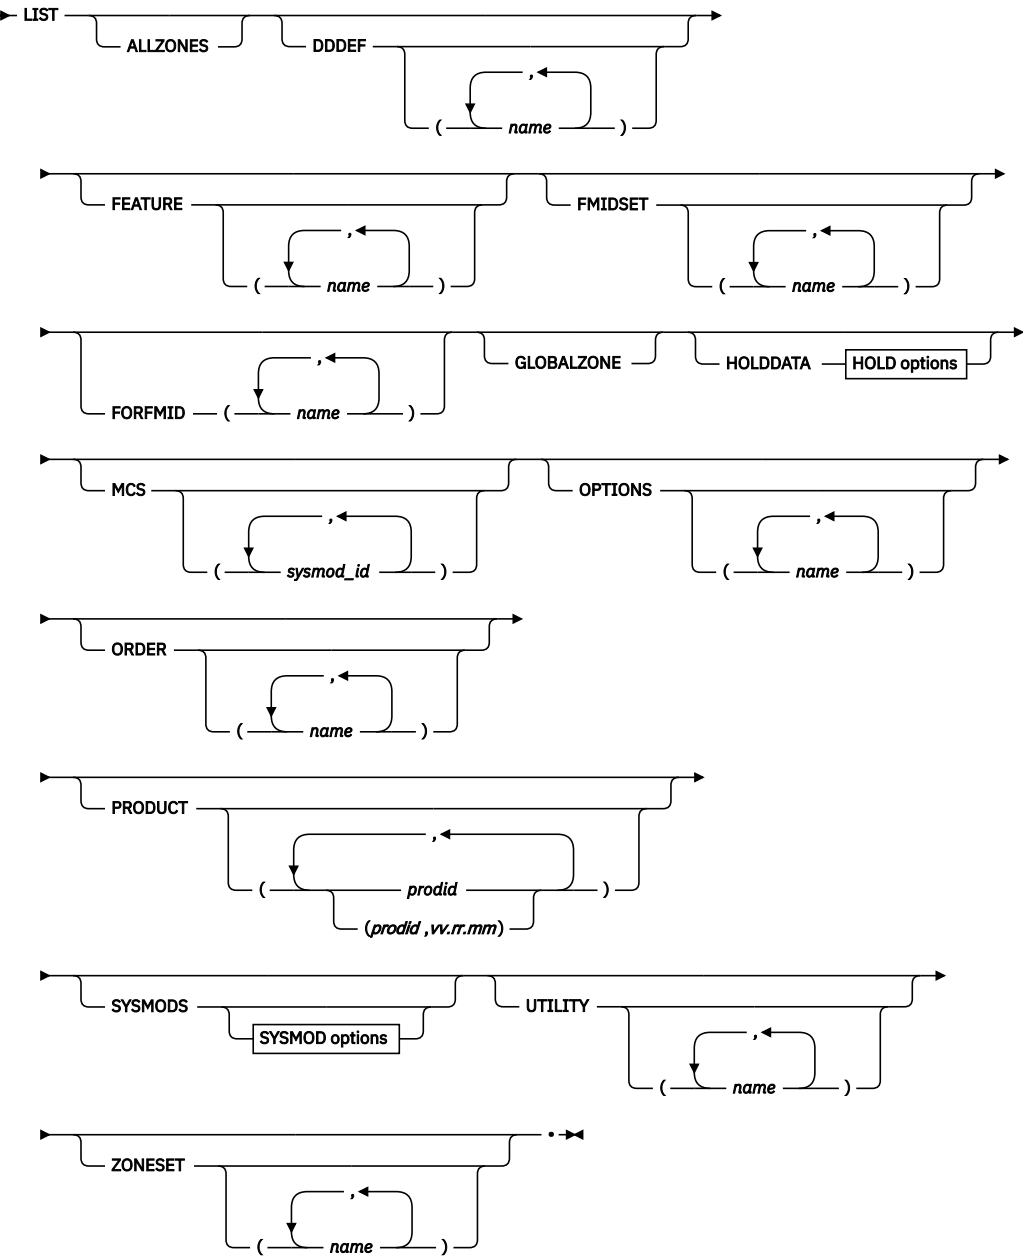 LIST
ALLZONES DDDEF
,
( name )
FEATURE FMIDSET
, ,
( name ) ( name )
, GLOBALZONE HOLDDATA HOLD options
FORFMID ( name )
MCS OPTIONS
, ,
( sysmod_id ) ( name )
ORDER
,
( name )
PRODUCT
,
( prodid )
(prodid ,vv.rr.mm)
SYSMODS UTILITY
SYSMOD options ,
( name )
.
ZONESET
,
( name )